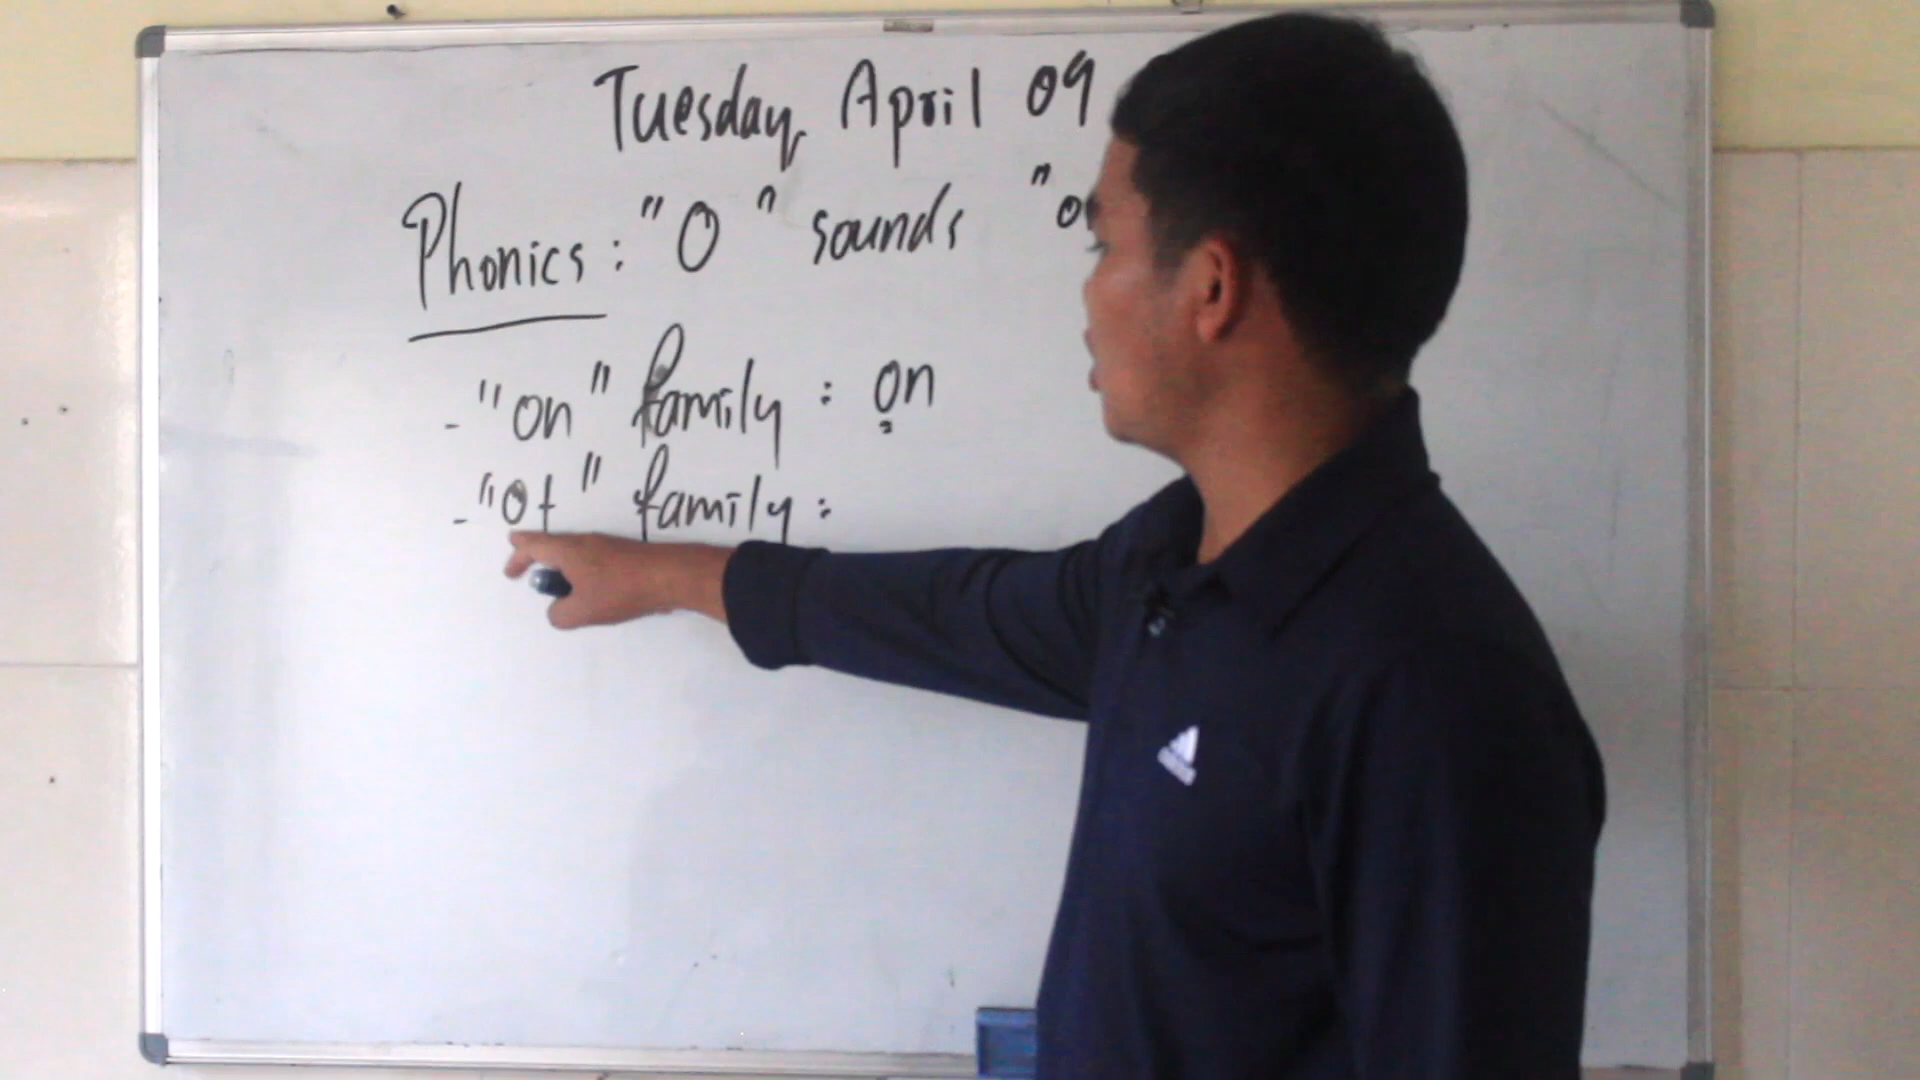 Tuesday, April 09
Phonics: "O" sounds "o
- "on" family : on
- "ot" family :